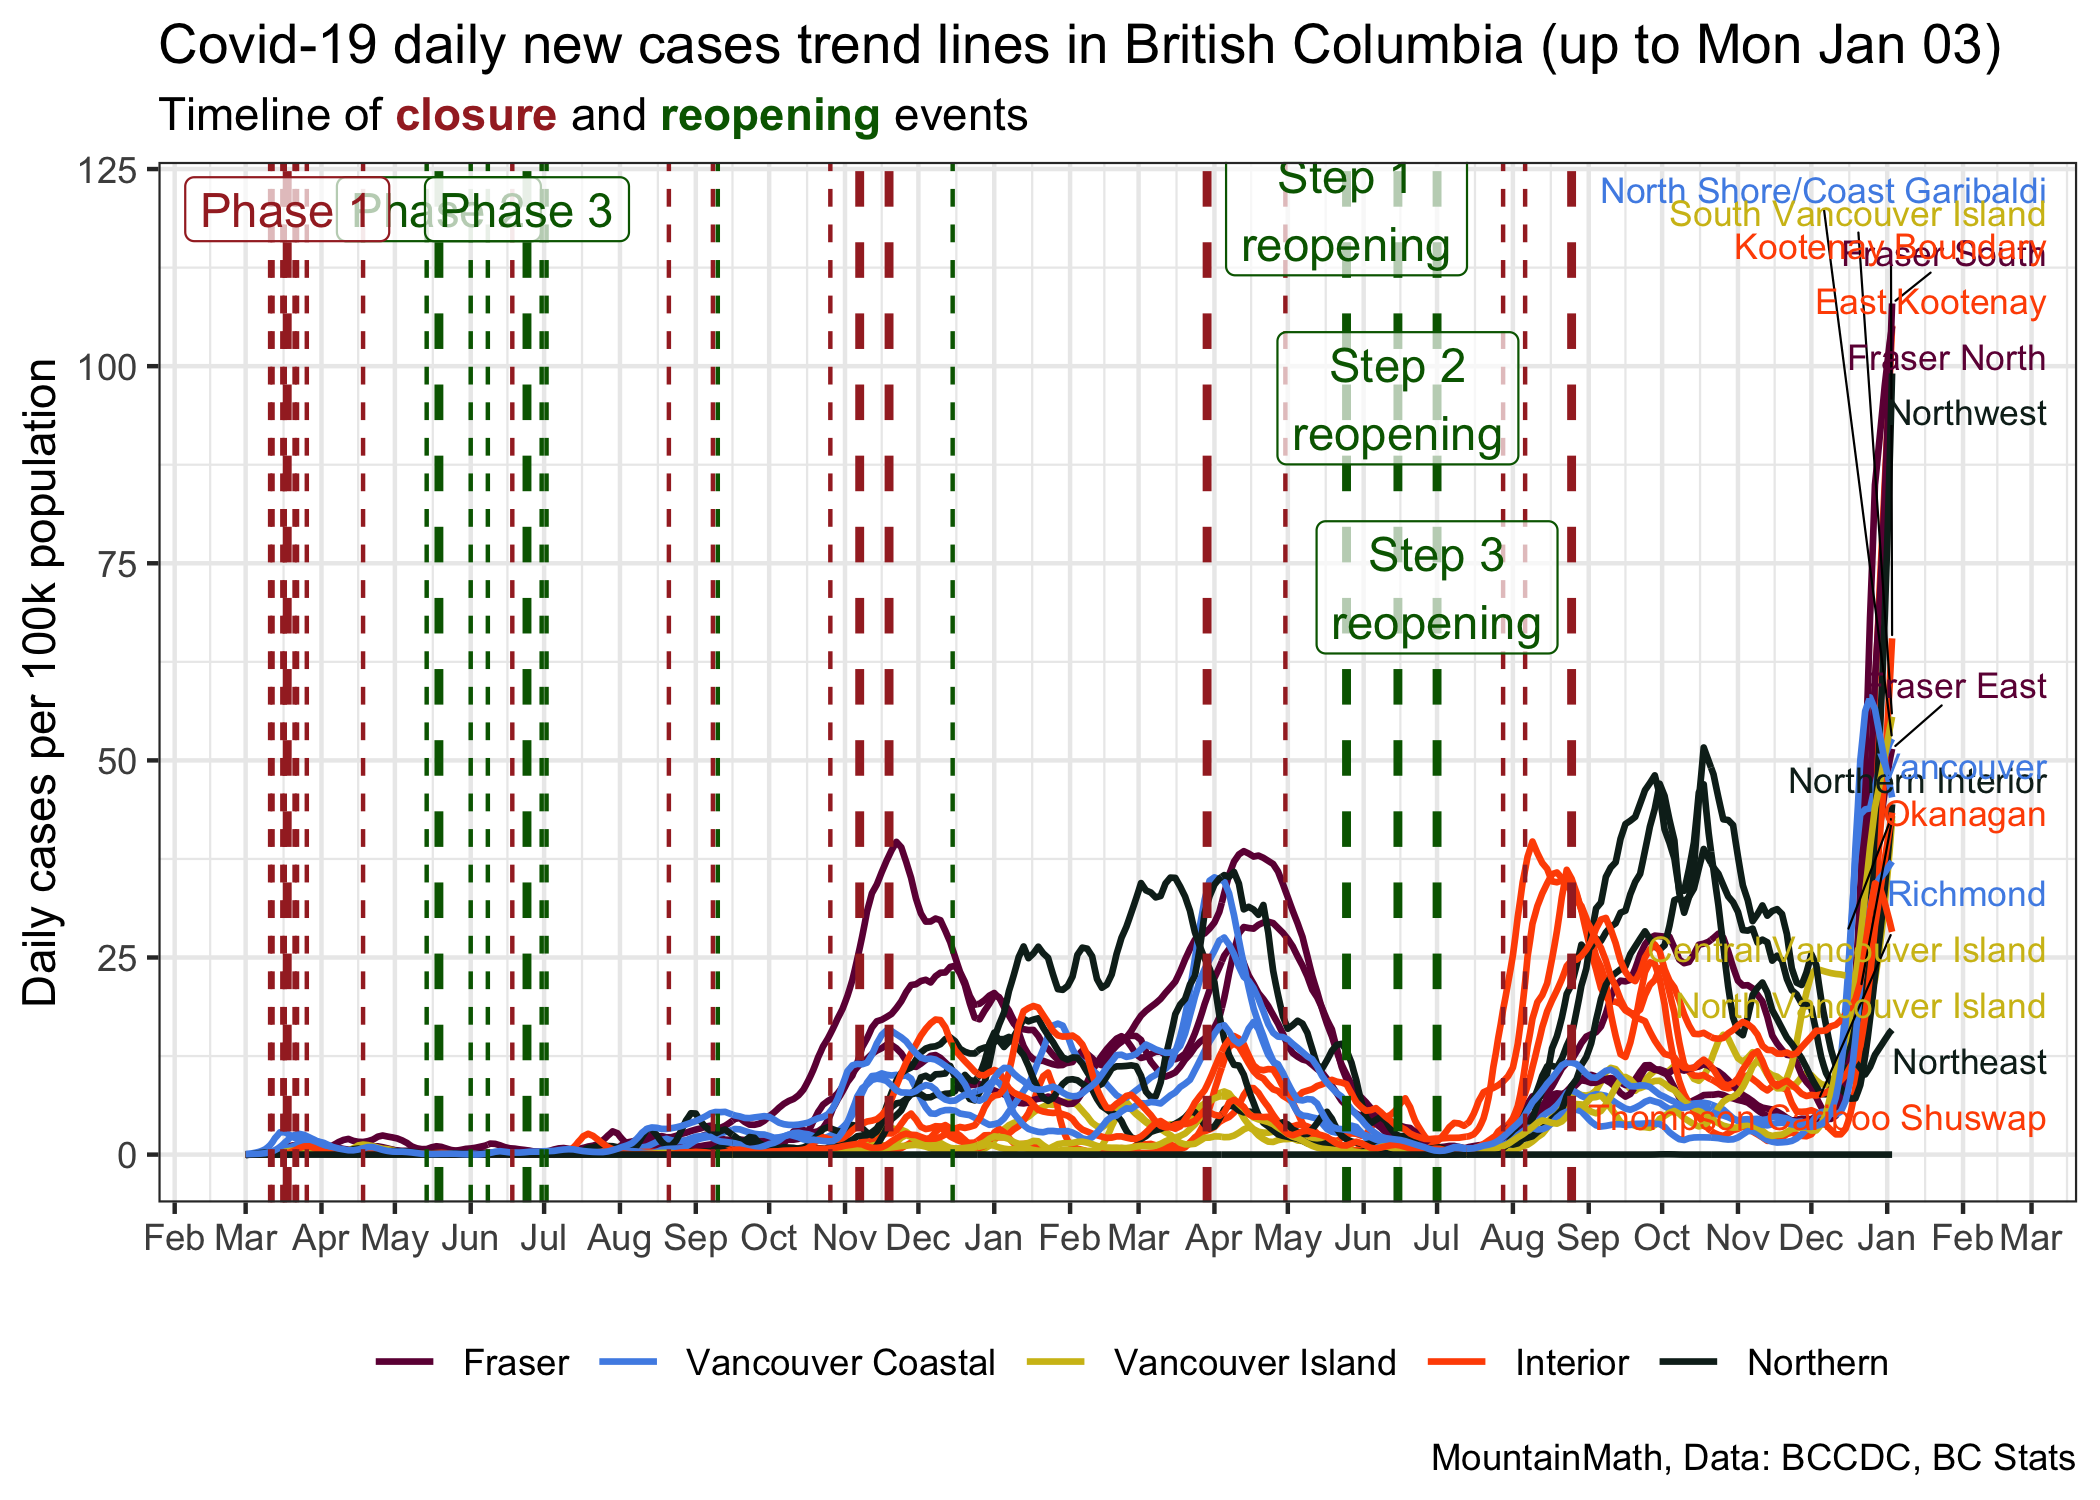 Covid-19 daily new cases trend lines in British Columbia (up to Mon Jan 03)
Timeline of closure and reopening events
Daily cases per 100k population
125
100
75
50
25
0
Phase 1
Phase 2
Phase 3
Step 1
reopening
Step 2
reopening
Step 3
reopening
North Shore/Coast Garibaldi
South Vancouver Island
Kootenay Boundary
Fraser South
East Kootenay
Fraser North
Northwest
Fraser East
Vancouver
Northern Interior
Okanagan
Richmond
Central Vancouver Island
North Vancouver Island
Northeast
Thompson Cariboo Shuswap
Feb Mar Apr May Jun Jul Aug Sep Oct Nov Dec Jan Feb Mar Apr May Jun Jul Aug Sep Oct Nov Dec Jan Feb Mar
Fraser Vancouver Coastal Vancouver Island Interior Northern
MountainMath, Data: BCCDC, BC Stats